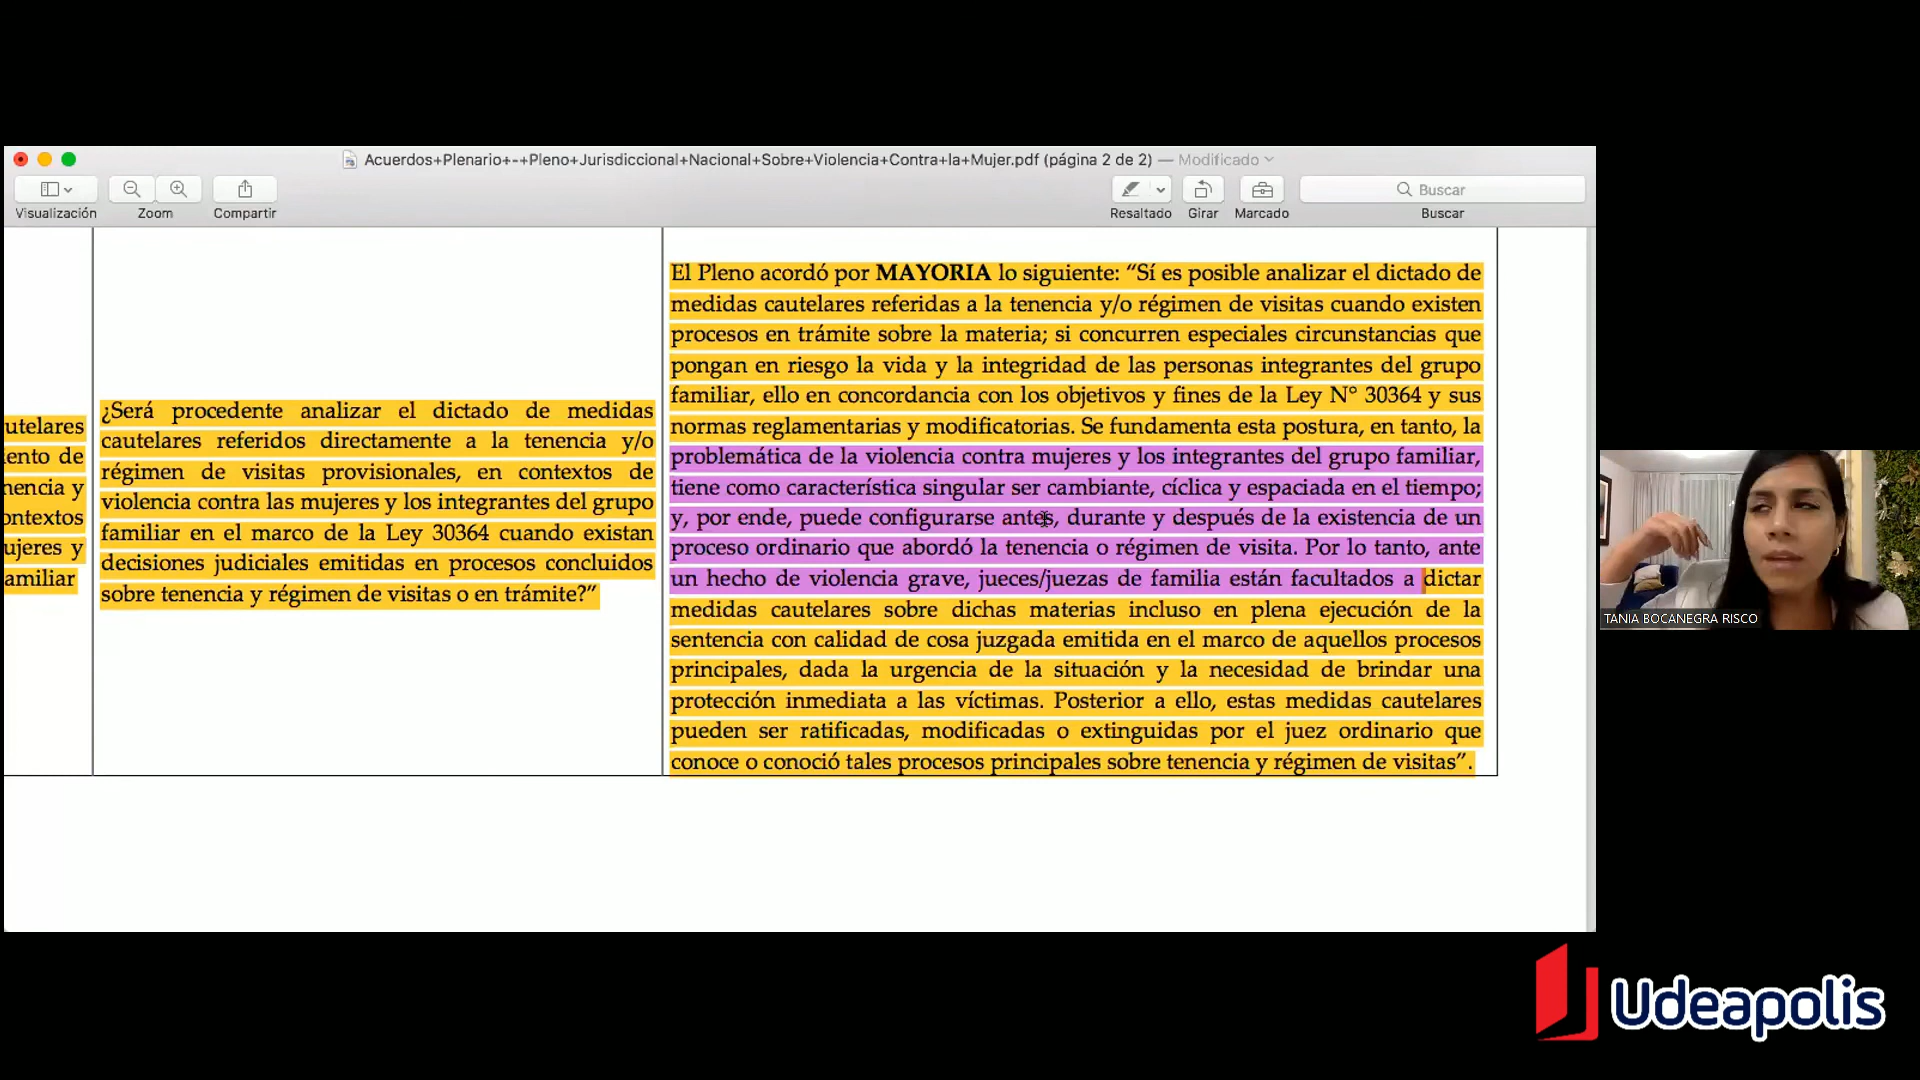 Acuerdos+Plenario+-+Pleno+Jurisdiccional+Nacional+Sobre+Violencia+Contra+la+Mujer.pdf (página 2 de 2) — Modificado
Buscar
Visualización
Zoom
Compartir
Resaltado
Girar
Marcado
Buscar
utelares
ento de
nencia y
ontextos
ujeres y
amiliar
¿Será procedente analizar el dictado de medidas
cautelares referidos directamente a la tenencia y/o
régimen de visitas provisionales, en contextos de
violencia contra las mujeres y los integrantes del grupo
familiar en el marco de la Ley 30364 cuando existan
decisiones judiciales emitidas en procesos concluidos
sobre tenencia y régimen de visitas o en trámite?”
El Pleno acordó por MAYORIA lo siguiente: “Sí es posible analizar el dictado de
medidas cautelares referidas a la tenencia y/o régimen de visitas cuando existen
procesos en trámite sobre la materia; si concurren especiales circunstancias que
pongan en riesgo la vida y la integridad de las personas integrantes del grupo
familiar, ello en concordancia con los objetivos y fines de la Ley N° 30364 y sus
normas reglamentarias y modificatorias. Se fundamenta esta postura, en tanto, la
problemática de la violencia contra mujeres y los integrantes del grupo familiar,
tiene como característica singular ser cambiante, cíclica y espaciada en el tiempo;
y, por ende, puede configurarse antes, durante y después de la existencia de un
proceso ordinario que abordó la tenencia o régimen de visita. Por lo tanto, ante
un hecho de violencia grave, jueces/juezas de familia están facultados a dictar
medidas cautelares sobre dichas materias incluso en plena ejecución de la
sentencia con calidad de cosa juzgada emitida en el marco de aquellos procesos
principales, dada la urgencia de la situación y la necesidad de brindar una
protección inmediata a las víctimas. Posterior a ello, estas medidas cautelares
pueden ser ratificadas, modificadas o extinguidas por el juez ordinario que
conoce o conoció tales procesos principales sobre tenencia y régimen de visitas”.
TANIA BOCANEGRA RISCO
Udeapolis